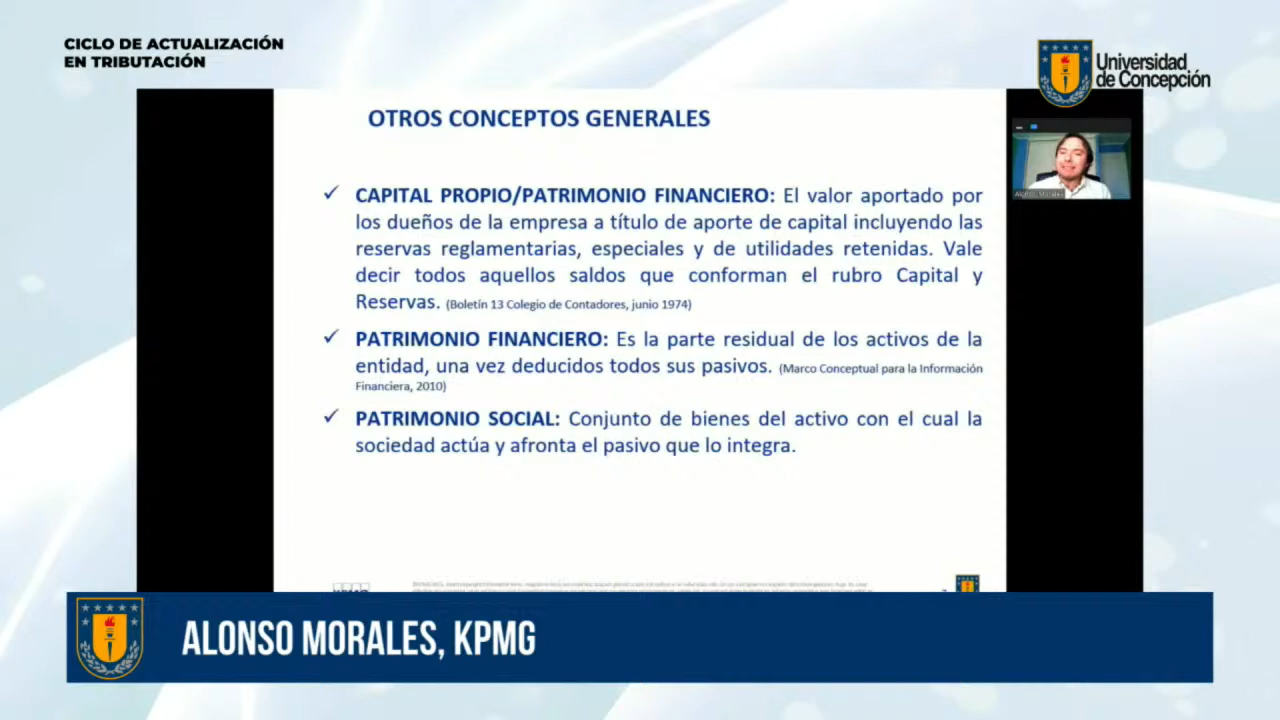 CICLO DE ACTUALIZACIÓN
EN TRIBUTACIÓN
Universidad
de Concepción
OTROS CONCEPTOS GENERALES
✓ CAPITAL PROPIO/PATRIMONIO FINANCIERO: El valor aportado por
los dueños de la empresa a título de aporte de capital incluyendo las
reservas reglamentarias, especiales y de utilidades retenidas. Vale
decir todos aquellos saldos que conforman el rubro Capital y
Reservas. (Boletín 13 Colegio de Contadores, junio 1974)
✓ PATRIMONIO FINANCIERO: Es la parte residual de los activos de la
entidad, una vez deducidos todos sus pasivos. (Marco Conceptual para la Información
Financiera, 2010)
✓ PATRIMONIO SOCIAL: Conjunto de bienes del activo con el cual la
sociedad actúa y afronta el pasivo que lo integra.
Alonso Morales
ALONSO MORALES, KPMG